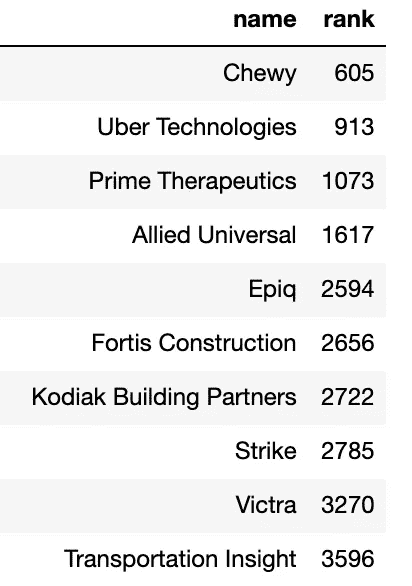 name rank
Chewy 605
Uber Technologies 913
Prime Therapeutics 1073
Allied Universal 1617
Epiq 2594
Fortis Construction 2656
Kodiak Building Partners 2722
Strike 2785
Victra 3270
Transportation Insight 3596